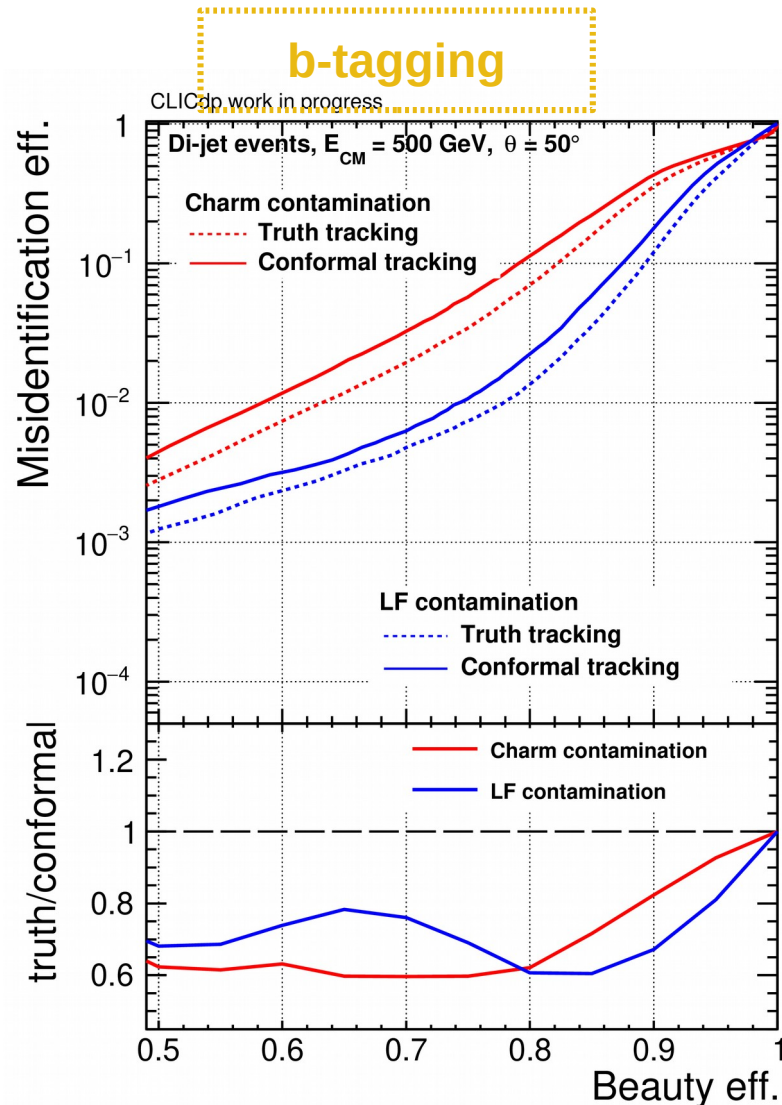 b-tagging
CLICdp work in progress
Di-jet events, E_CM = 500 GeV, θ = 50°
Charm contamination
Truth tracking
Conformal tracking
LF contamination
Truth tracking
Conformal tracking
Misidentification eff.
1
10⁻¹
10⁻²
10⁻³
10⁻⁴
Charm contamination
LF contamination
truth/conformal
1.2
1
0.8
0.6
0.5 0.6 0.7 0.8 0.9 1
Beauty eff.